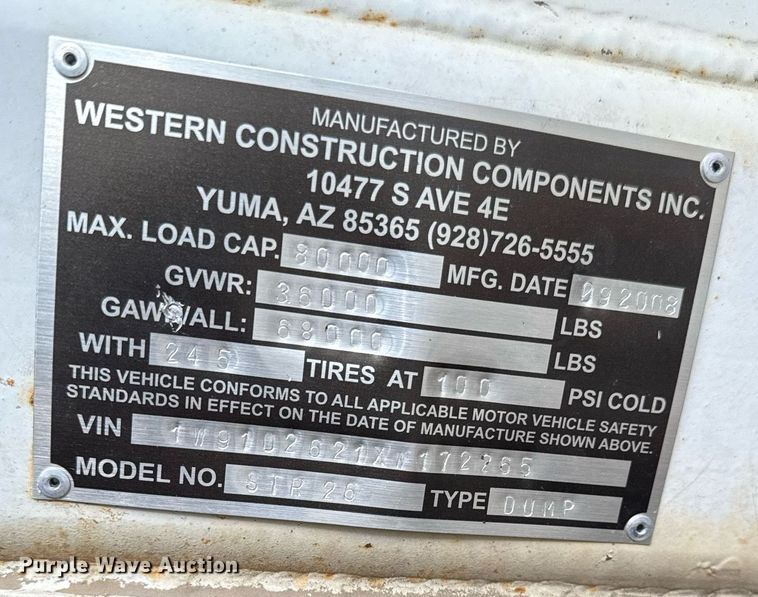 MANUFACTURED BY
WESTERN CONSTRUCTION COMPONENTS INC.
10477 S AVE 4E
YUMA, AZ 85365 (928)726-5555
MAX. LOAD CAP. 80000 MFG. DATE 092008
GVWR: 36000 LBS
68000 LBS
WITH 245 TIRES AT 100 PSI COLD
THIS VEHICLE CONFORMS TO ALL APPLICABLE MOTOR VEHICLE SAFETY
STANDARDS IN EFFECT ON THE DATE OF MANUFACTURE SHOWN ABOVE.
VIN
MODEL NO. STR 26 TYPE DUMP
Purple Wave Auction